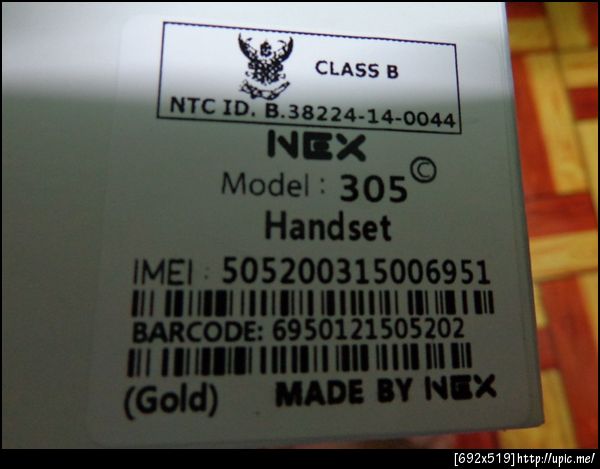 CLASS B
NTC ID. B.38224-14-0044
NEX
Model : 305 ©
Handset
IMEI : 505200315006951
BARCODE: 6950121505202
(Gold) MADE BY NEX
[692x519]http://upic.me/